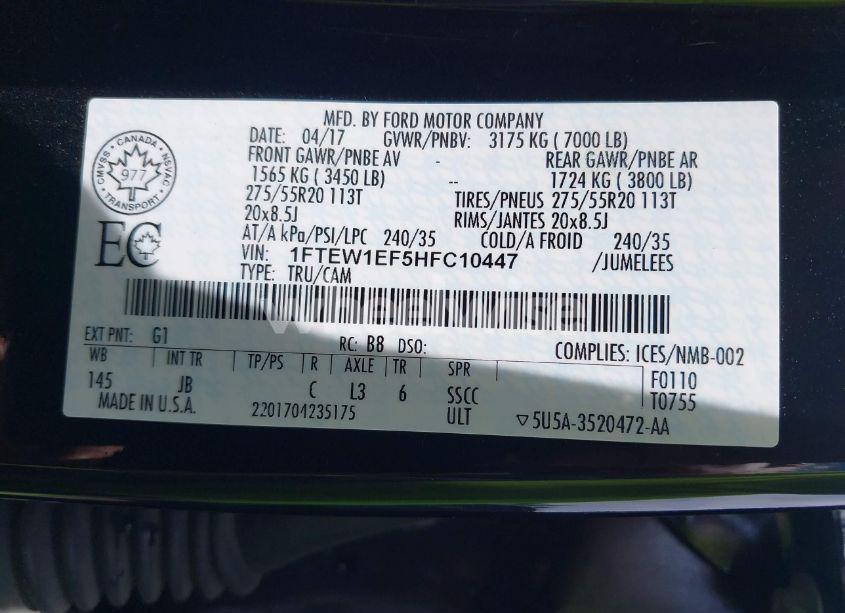 MFD. BY FORD MOTOR COMPANY
DATE: 04/17 GVWR/PNBV: 3175 KG ( 7000 LB)
FRONT GAWR/PNBE AV - REAR GAWR/PNBE AR
1565 KG ( 3450 LB) -- 1724 KG ( 3800 LB)
275/55R20 113T TIRES/PNEUS 275/55R20 113T
20x8.5J RIMS/JANTES 20x8.5J
AT/A kPa/PSI/LPC 240/35 COLD/A FROID 240/35
VIN: 1FTEW1EF5HFC10447 /JUMELEES
TYPE: TRU/CAM
CANADA
CMVSS NSVAC
977
TRANSPORT
EC
EXT PNT: G1 RC: B8 DSO: COMPLIES: ICES/NMB-002
WB INT TR TP/PS R AXLE TR SPR F0110
145 JB C L3 6 SSCC T0755
MADE IN U.S.A. 2201704235175 ULT ▽5U5A-3520472-AA